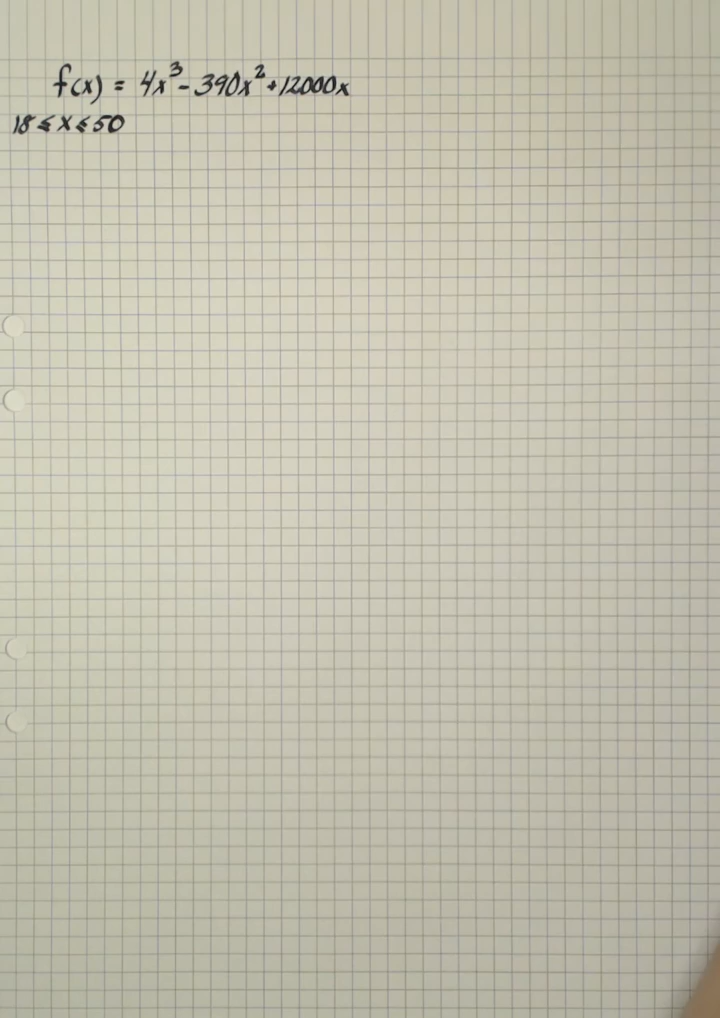 f(x) = 4x³ - 390x² + 12000x
18 ≤ x ≤ 50